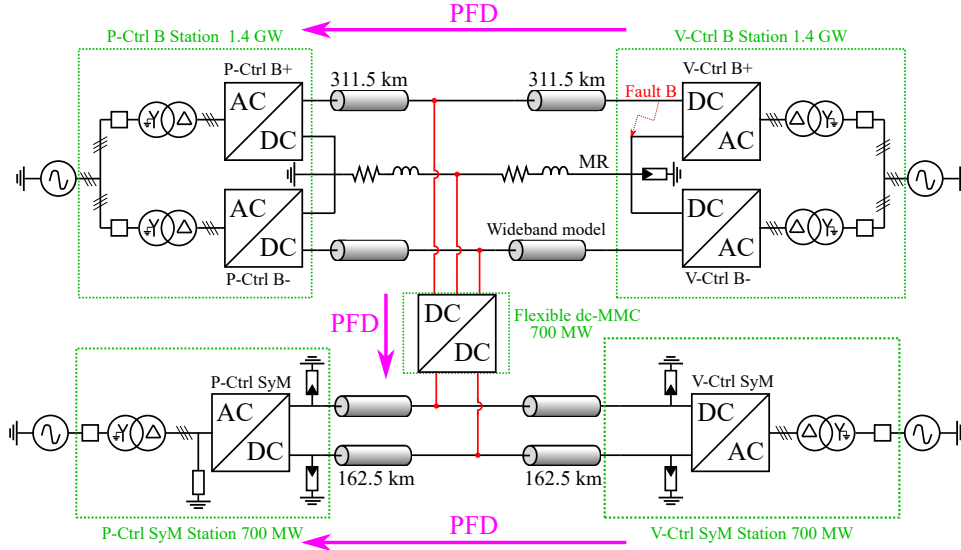 PFD
P-Ctrl B Station 1.4 GW
V-Ctrl B Station 1.4 GW
P-Ctrl B+
311.5 km
311.5 km
V-Ctrl B+
Fault B
AC
DC
DC
AC
MR
AC
DC
Wideband model
DC
AC
P-Ctrl B-
V-Ctrl B-
PFD
DC
DC
Flexible dc-MMC
700 MW
P-Ctrl SyM
V-Ctrl SyM
AC
DC
DC
AC
162.5 km
162.5 km
P-Ctrl SyM Station 700 MW
PFD
V-Ctrl SyM Station 700 MW